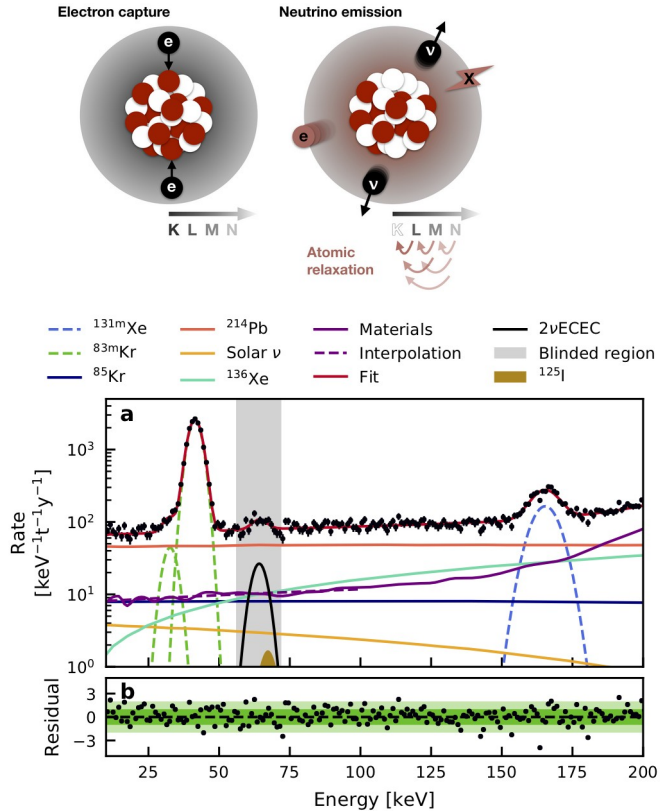 Electron capture
Neutrino emission
e
ν
X
e
e
ν
K L M N
K L M N
Atomic
relaxation
¹³¹ᵐXe
²¹⁴Pb
Materials
2νECEC
⁸³ᵐKr
Solar ν
Interpolation
Blinded region
⁸⁵Kr
¹³⁶Xe
Fit
¹²⁵I
a
10³
10²
10¹
10⁰
Rate
[keV⁻¹t⁻¹y⁻¹]
b
3
0
−3
Residual
25 50 75 100 125 150 175 200
Energy [keV]